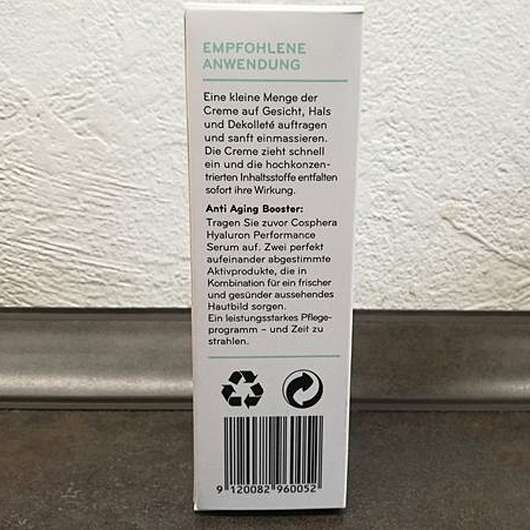 EMPFOHLENE
ANWENDUNG
Eine kleine Menge der
Creme auf Gesicht, Hals
und Dekolleté auftragen
und sanft einmassieren.
Die Creme zieht schnell
ein und die hochkonzen-
trierten Inhaltsstoffe entfalten
sofort ihre Wirkung.
Anti Aging Booster:
Tragen Sie zuvor Cosphera
Hyaluron Performance
Serum auf. Zwei perfekt
aufeinander abgestimmte
Aktivprodukte, die in
Kombination für ein frischer
und gesünder aussehendes
Hautbild sorgen.
Ein leistungsstarkes Pflege-
programm – und Zeit zu
strahlen.
9 120082 960052